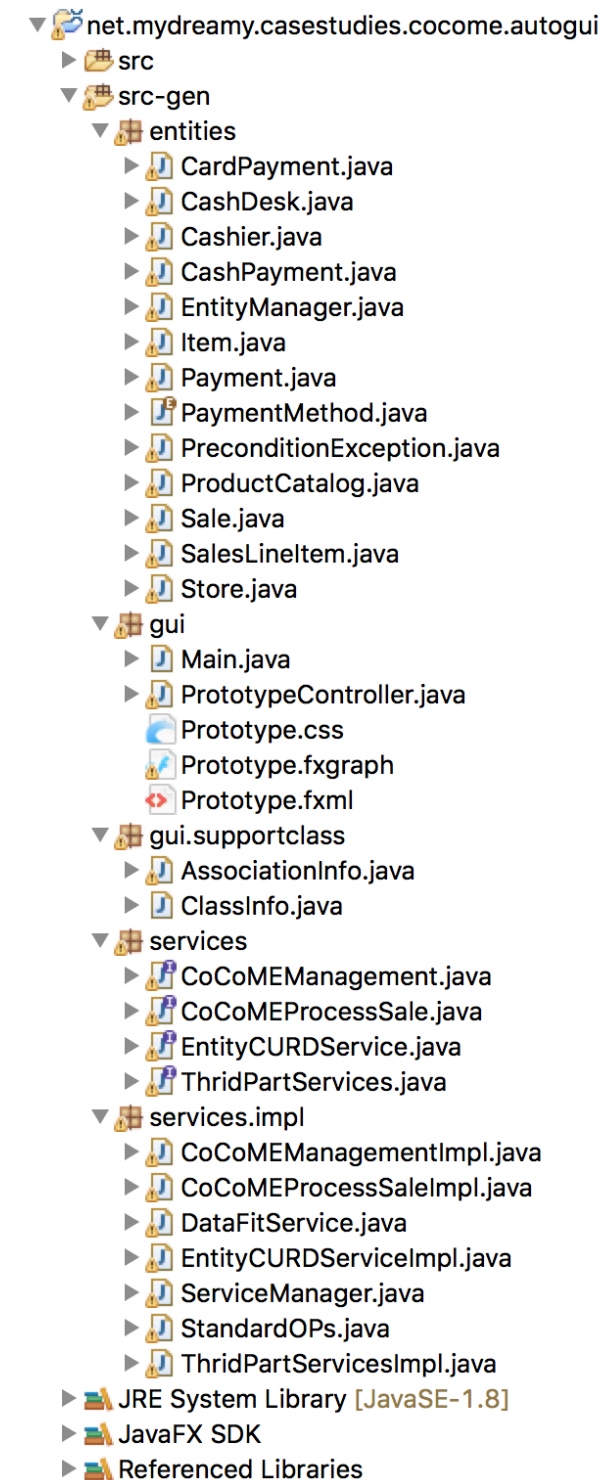 net.mydreamy.casestudies.cocome.autogui
src
src-gen
entities
CardPayment.java
CashDesk.java
Cashier.java
CashPayment.java
EntityManager.java
Item.java
Payment.java
PaymentMethod.java
PreconditionException.java
ProductCatalog.java
Sale.java
SalesLineItem.java
Store.java
gui
Main.java
PrototypeController.java
Prototype.css
Prototype.fxgraph
Prototype.fxml
gui.supportclass
AssociationInfo.java
ClassInfo.java
services
CoCoMEManagement.java
CoCoMEProcessSale.java
EntityCURDService.java
ThridPartServices.java
services.impl
CoCoMEManagementImpl.java
CoCoMEProcessSaleImpl.java
DataFitService.java
EntityCURDServiceImpl.java
ServiceManager.java
StandardOPs.java
ThridPartServicesImpl.java
JRE System Library [JavaSE-1.8]
JavaFX SDK
Referenced Libraries